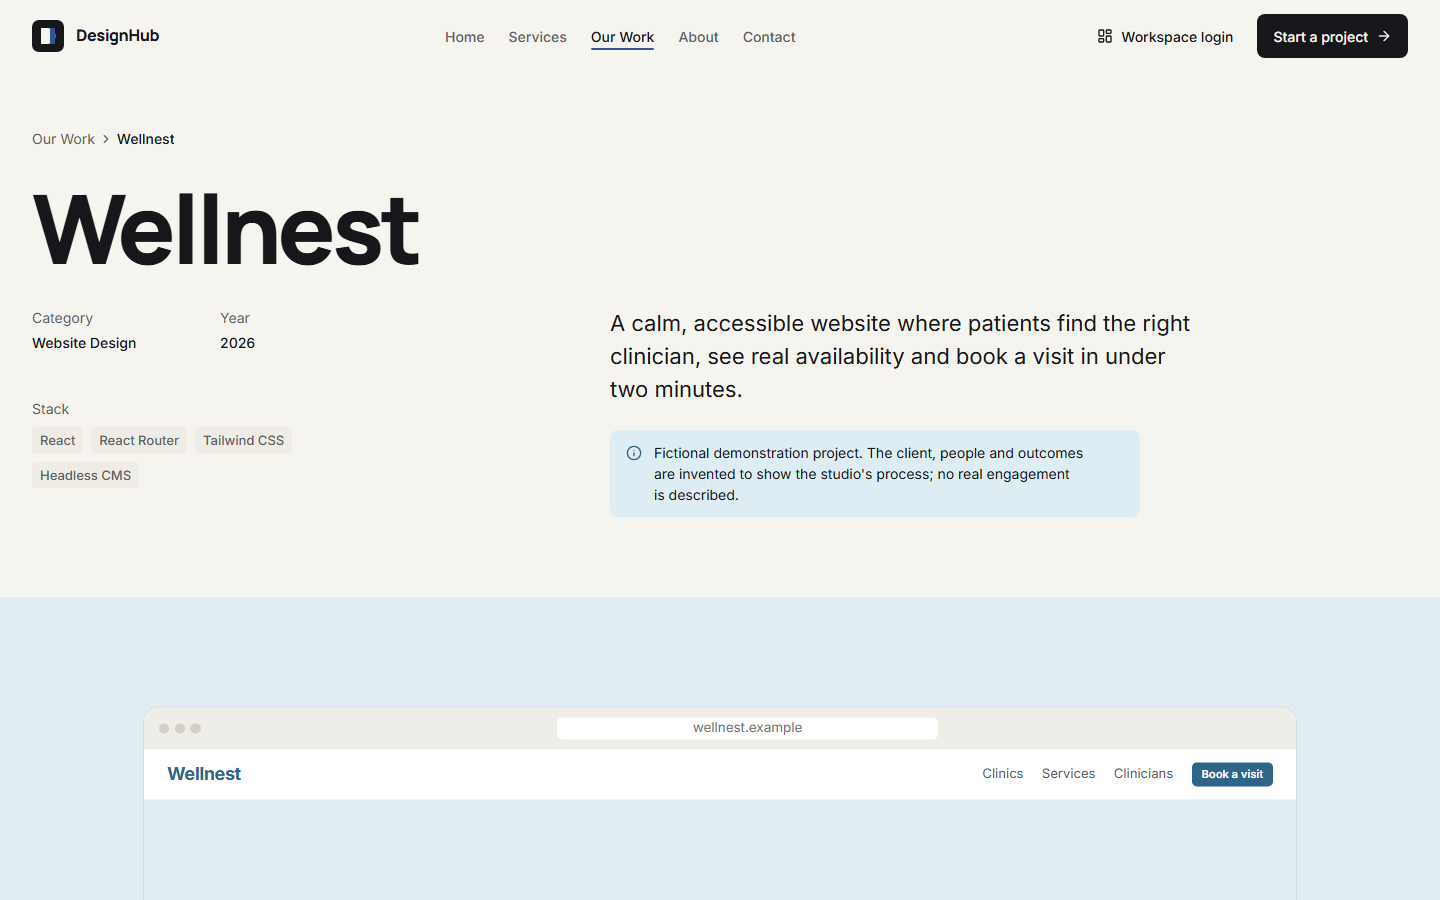 DesignHub
Home Services Our Work About Contact
Workspace login
Start a project
Our Work > Wellnest
Wellnest
Category
Website Design
Year
2026
Stack
React React Router Tailwind CSS
Headless CMS
A calm, accessible website where patients find the right
clinician, see real availability and book a visit in under
two minutes.
Fictional demonstration project. The client, people and outcomes
are invented to show the studio's process; no real engagement
is described.
wellnest.example
Wellnest
Clinics Services Clinicians Book a visit